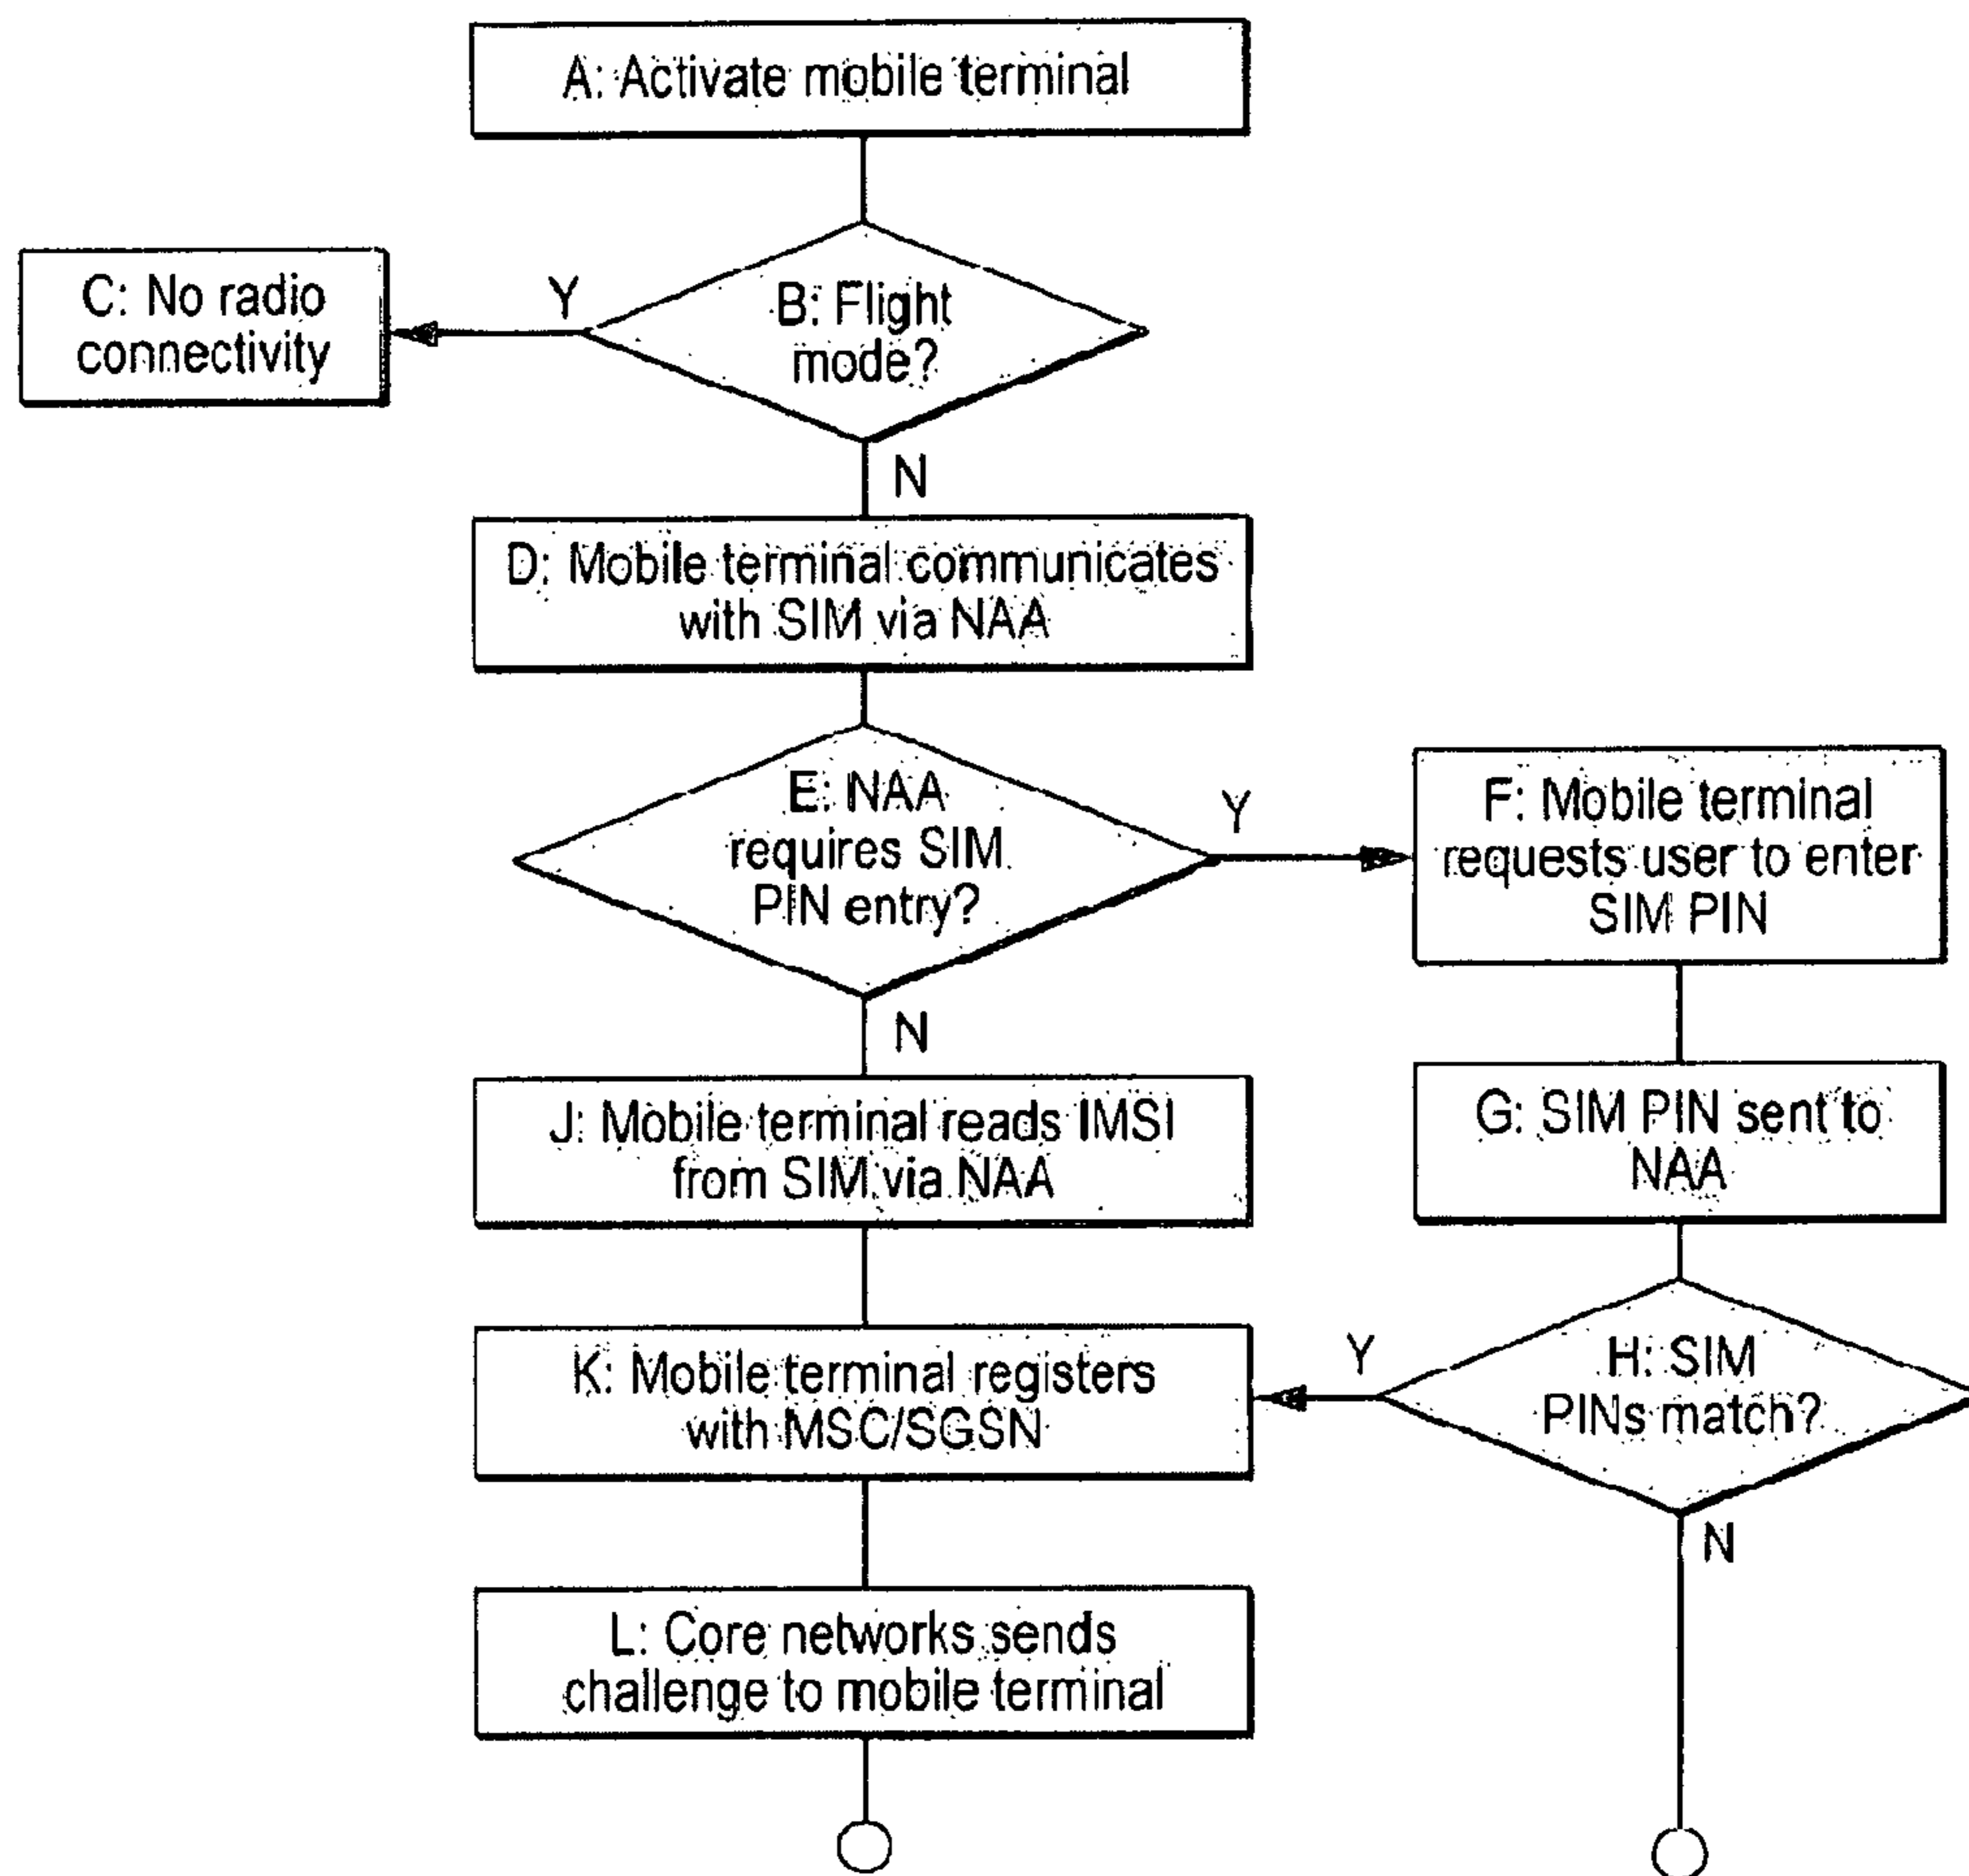 A: Activate mobile terminal
B: Flight
mode?
Y
C: No radio
connectivity
N
D: Mobile terminal communicates
with SIM via NAA
E: NAA
requires SIM
PIN entry?
Y
F: Mobile terminal
requests user to enter
SIM PIN
N
G: SIM PIN sent to
NAA
J: Mobile terminal reads IMSI
from SIM via NAA
H: SIM
PINs match?
Y
K: Mobile terminal registers
with MSC/SGSN
N
L: Core networks sends
challenge to mobile terminal